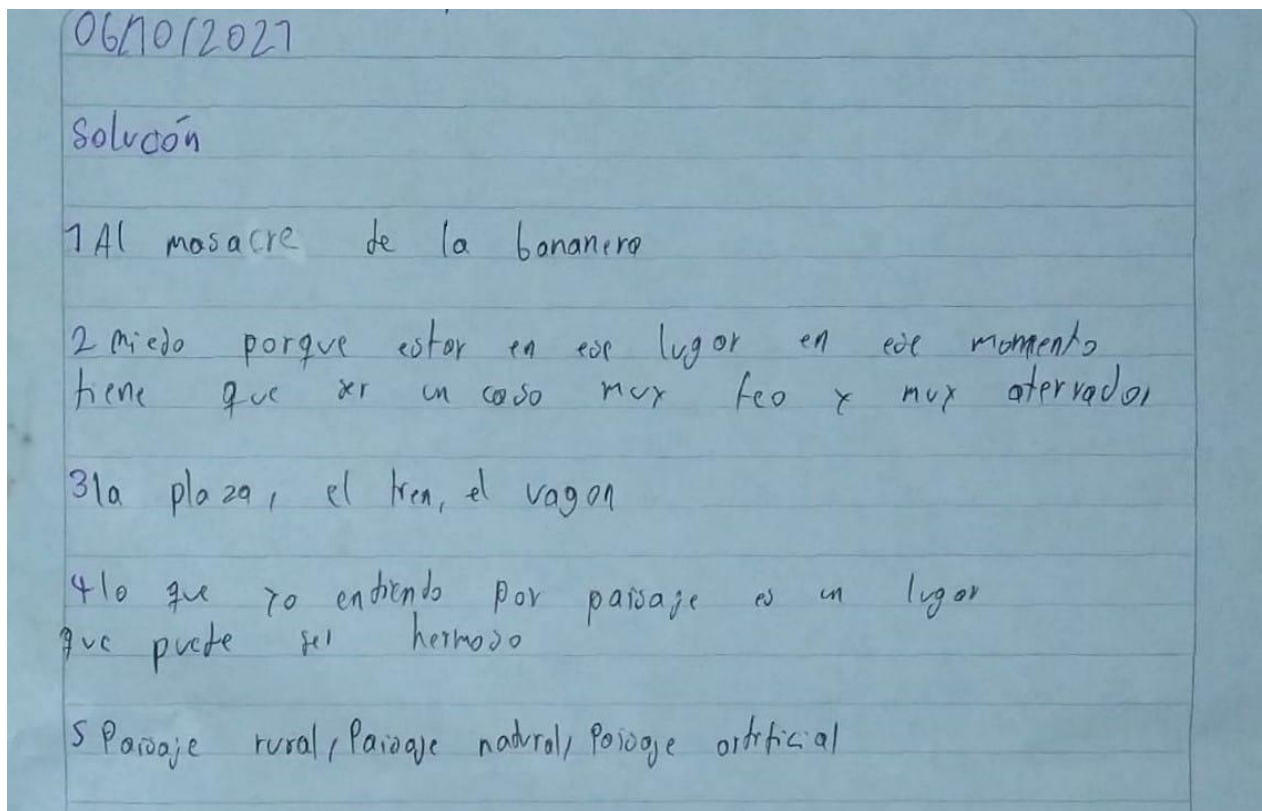 06/10/2021
Solución
1 Al masacre de la bananera
2 miedo porque estar en ese lugar en ese momento
tiene que ser un caso muy feo y muy aterrador
3 la plaza, el tren, el vagon
4 lo que yo entiendo por paisaje es un lugar
que puede ser hermoso
5 Paisaje rural, Paisaje natural, Paisaje artificial